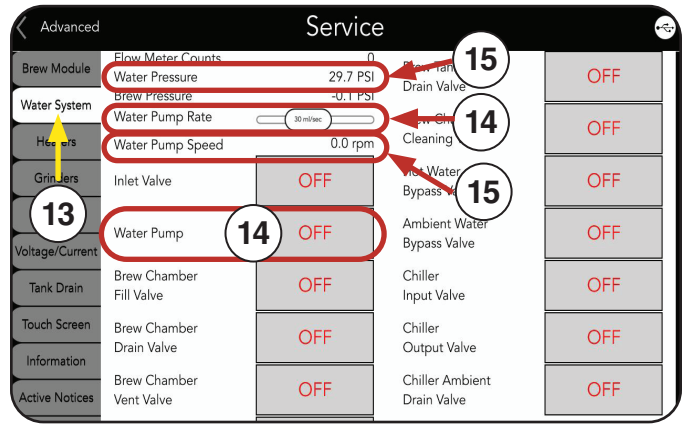 Advanced
Service
Brew Module
Water System
Grinders
Voltage/Current
Tank Drain
Touch Screen
Information
Active Notices
Flow Meter Counts 0
Water Pressure 29.7 PSI
Brew Pressure -0.1 PSI
Water Pump Rate 30 ml/sec
Water Pump Speed 0.0 rpm
Inlet Valve OFF
Water Pump OFF
Brew Chamber
Fill Valve OFF
Brew Chamber
Drain Valve OFF
Brew Chamber
Vent Valve OFF
Drain Valve OFF
Cleaning OFF
Water
Bypass OFF
Ambient Water
Bypass Valve OFF
Chiller
Input Valve OFF
Chiller
Output Valve OFF
Chiller Ambient
Drain Valve OFF
15
14
15
14
13